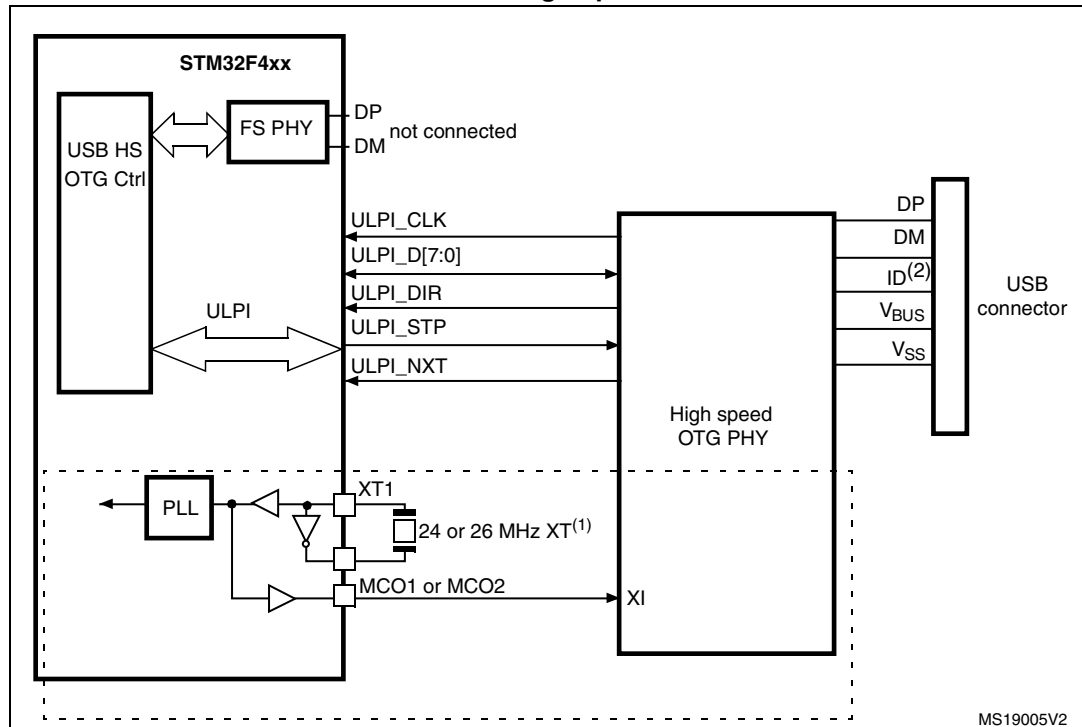 STM32F4xx
USB HS
OTG Ctrl
FS PHY
DP
DM
not connected
ULPI
ULPI_CLK
ULPI_D[7:0]
ULPI_DIR
ULPI_STP
ULPI_NXT
High speed
OTG PHY
DP
DM
ID(2)
VBUS
VSS
USB
connector
PLL
XT1
24 or 26 MHz XT(1)
MCO1 or MCO2
XI
MS19005V2